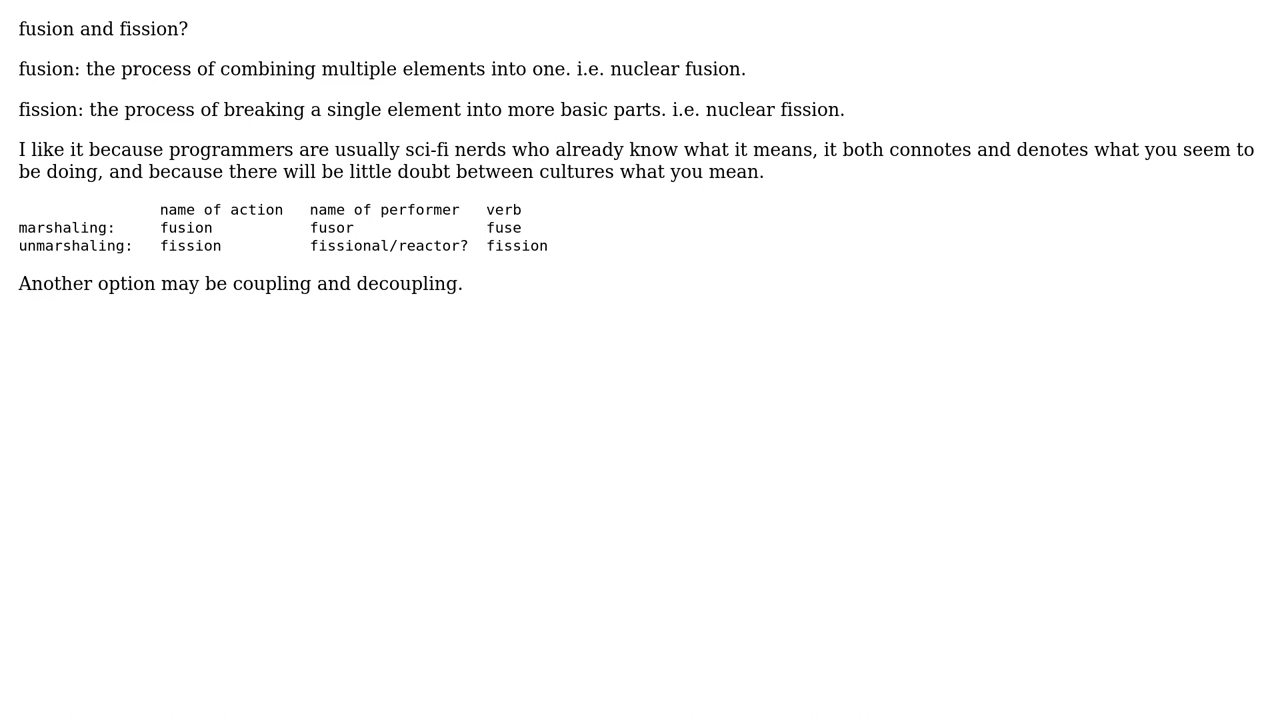 fusion and fission?
fusion: the process of combining multiple elements into one. i.e. nuclear fusion.
fission: the process of breaking a single element into more basic parts. i.e. nuclear fission.
I like it because programmers are usually sci-fi nerds who already know what it means, it both connotes and denotes what you seem to
be doing, and because there will be little doubt between cultures what you mean.
                name of action   name of performer   verb
marshaling:     fusion           fusor               fuse
unmarshaling:   fission          fissional/reactor?  fission
Another option may be coupling and decoupling.